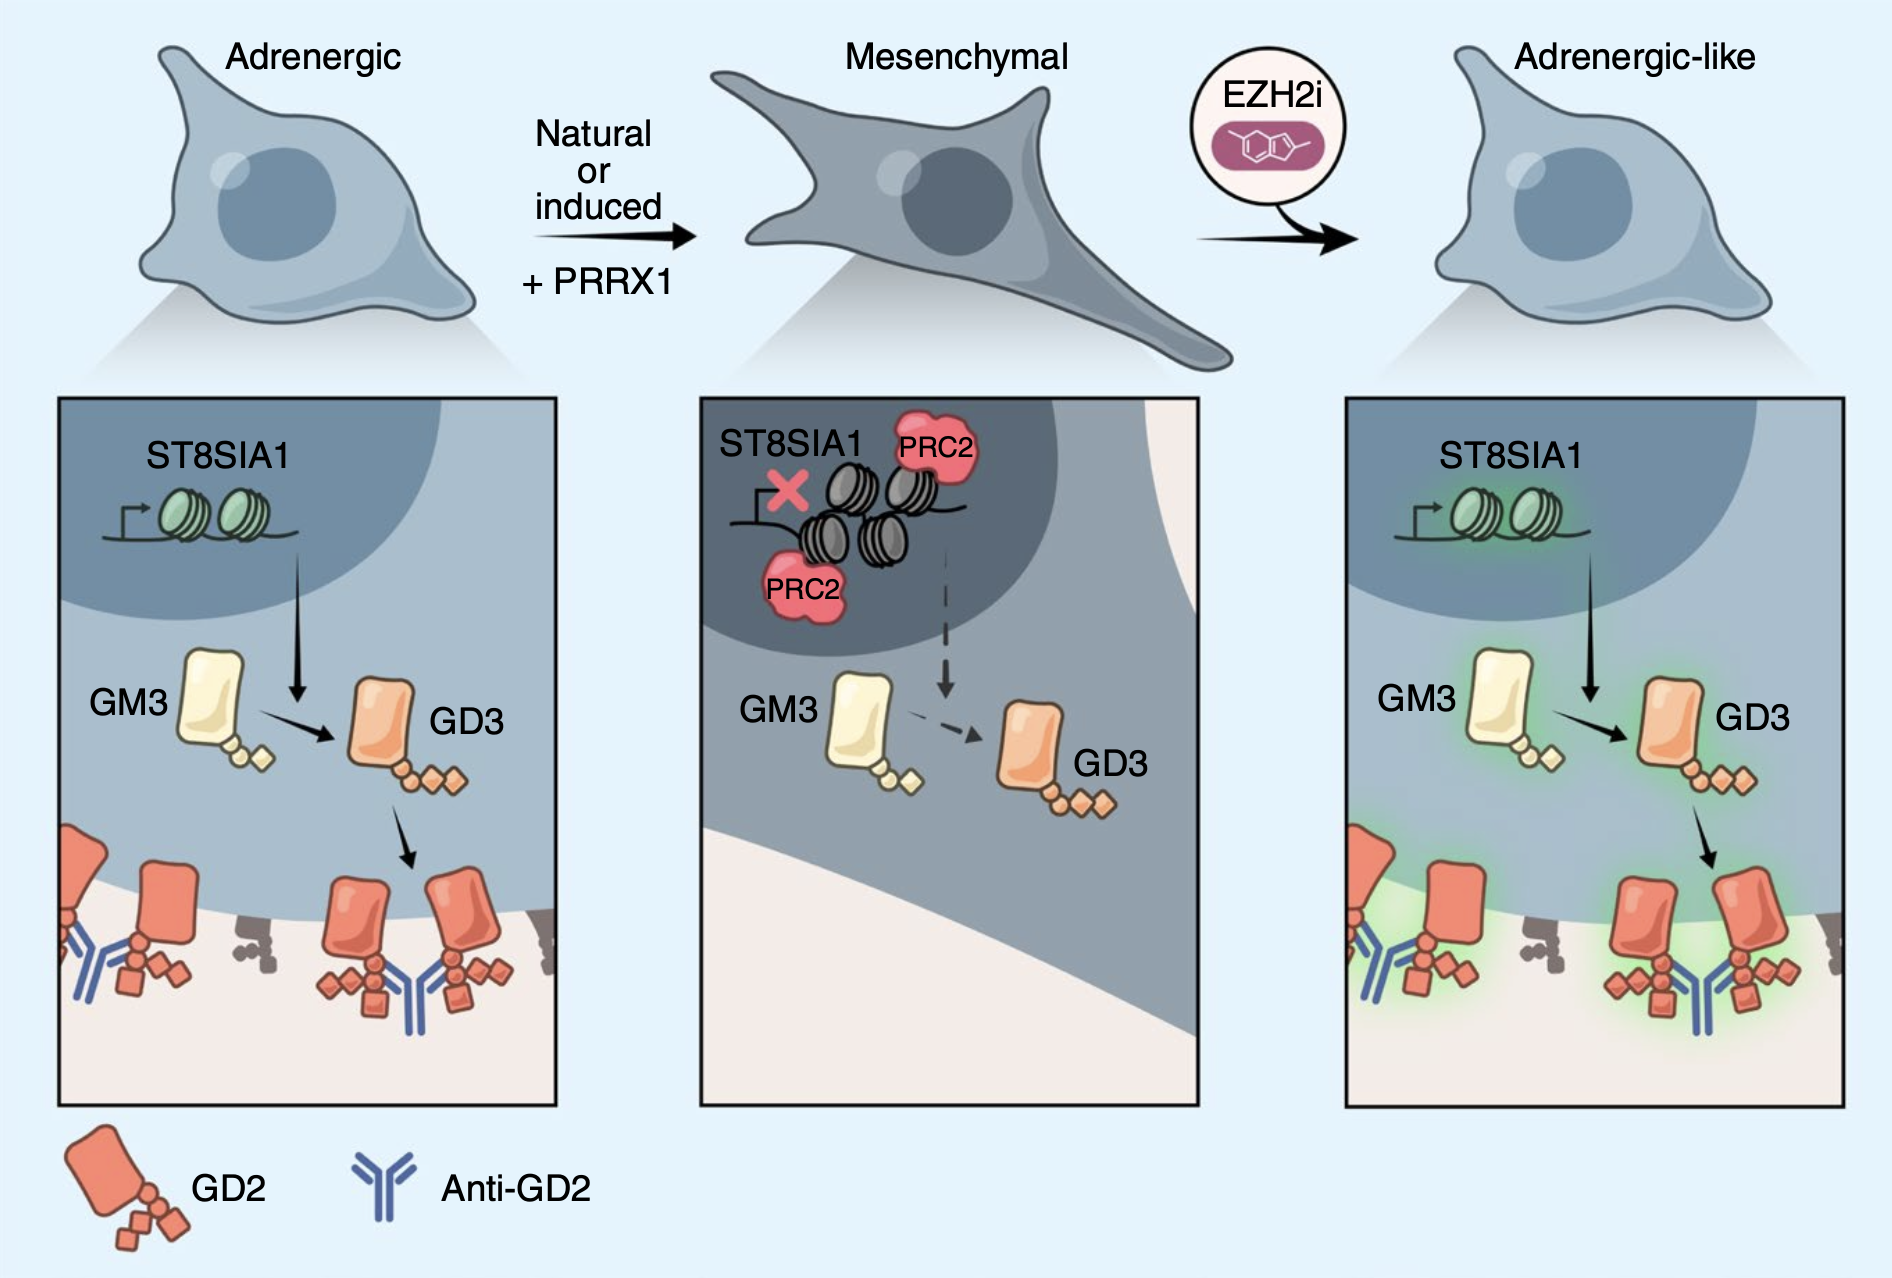 Adrenergic
Natural
or
induced
+ PRRX1
Mesenchymal
EZH2i
Adrenergic-like
ST8SIA1
GM3
GD3
ST8SIA1
PRC2
PRC2
GM3
GD3
ST8SIA1
GM3
GD3
GD2
Anti-GD2